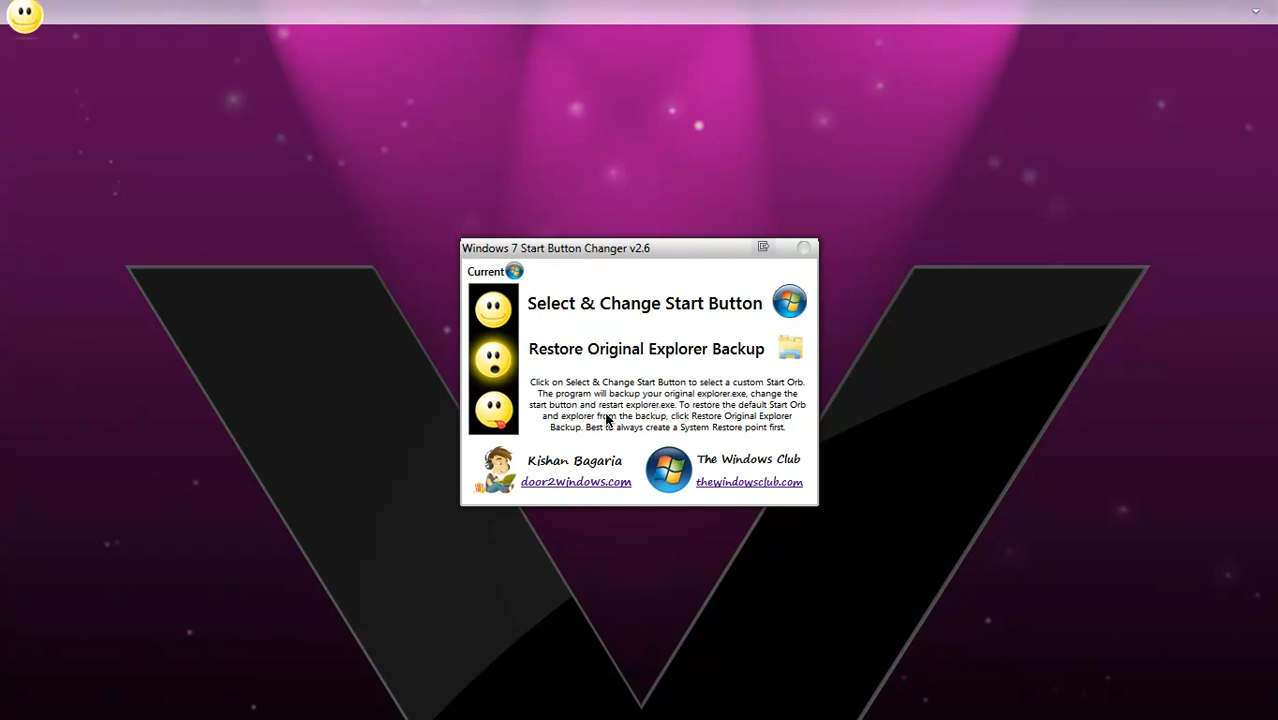 Windows 7 Start Button Changer v2.6
Current
Select & Change Start Button
Restore Original Explorer Backup
Click on Select & Change Start Button to select a custom Start Orb.
The program will backup your original explorer.exe, change the
start button and restart explorer.exe. To restore the default Start Orb
and explorer from the backup, click Restore Original Explorer
Backup. Best to always create a System Restore point first.
Kishan Bagaria
door2windows.com
The Windows Club
thewindowsclub.com